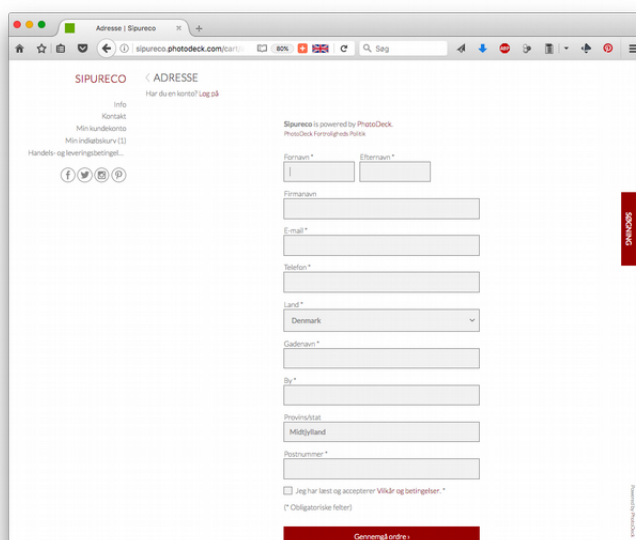 Adresse | Sipureco
sipureco.photodeck.com/cart/
80%
Søg
ABP
SIPURECO
Info
Kontakt
Min kundekonto
Min indkøbskurv (1)
Handels- og leveringsbetingel...
ADRESSE
Har du en konto? Log på
Sipureco is powered by PhotoDeck.
PhotoDeck Fortroligheds Politik
Fornavn * Efternavn *
Firmanavn
E-mail *
Telefon *
Land *
Denmark
Gadenavn *
By *
Provins/stat
Midtjylland
Postnummer *
Jeg har læst og accepterer Vilkår og betingelser. *
(* Obligatoriske felter)
Gennemgå ordre ›
SØGNING
Powered by PhotoDeck